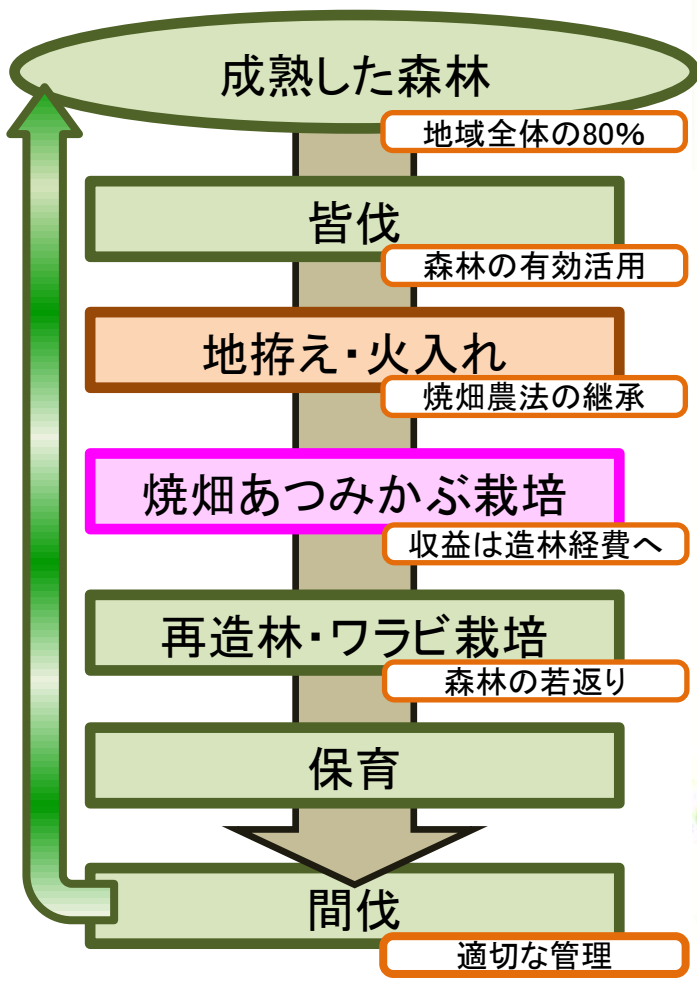 成熟した森林
地域全体の80%
皆伐
森林の有効活用
地拵え・火入れ
焼畑農法の継承
焼畑あつみかぶ栽培
収益は造林経費へ
再造林・ワラビ栽培
森林の若返り
保育
間伐
適切な管理